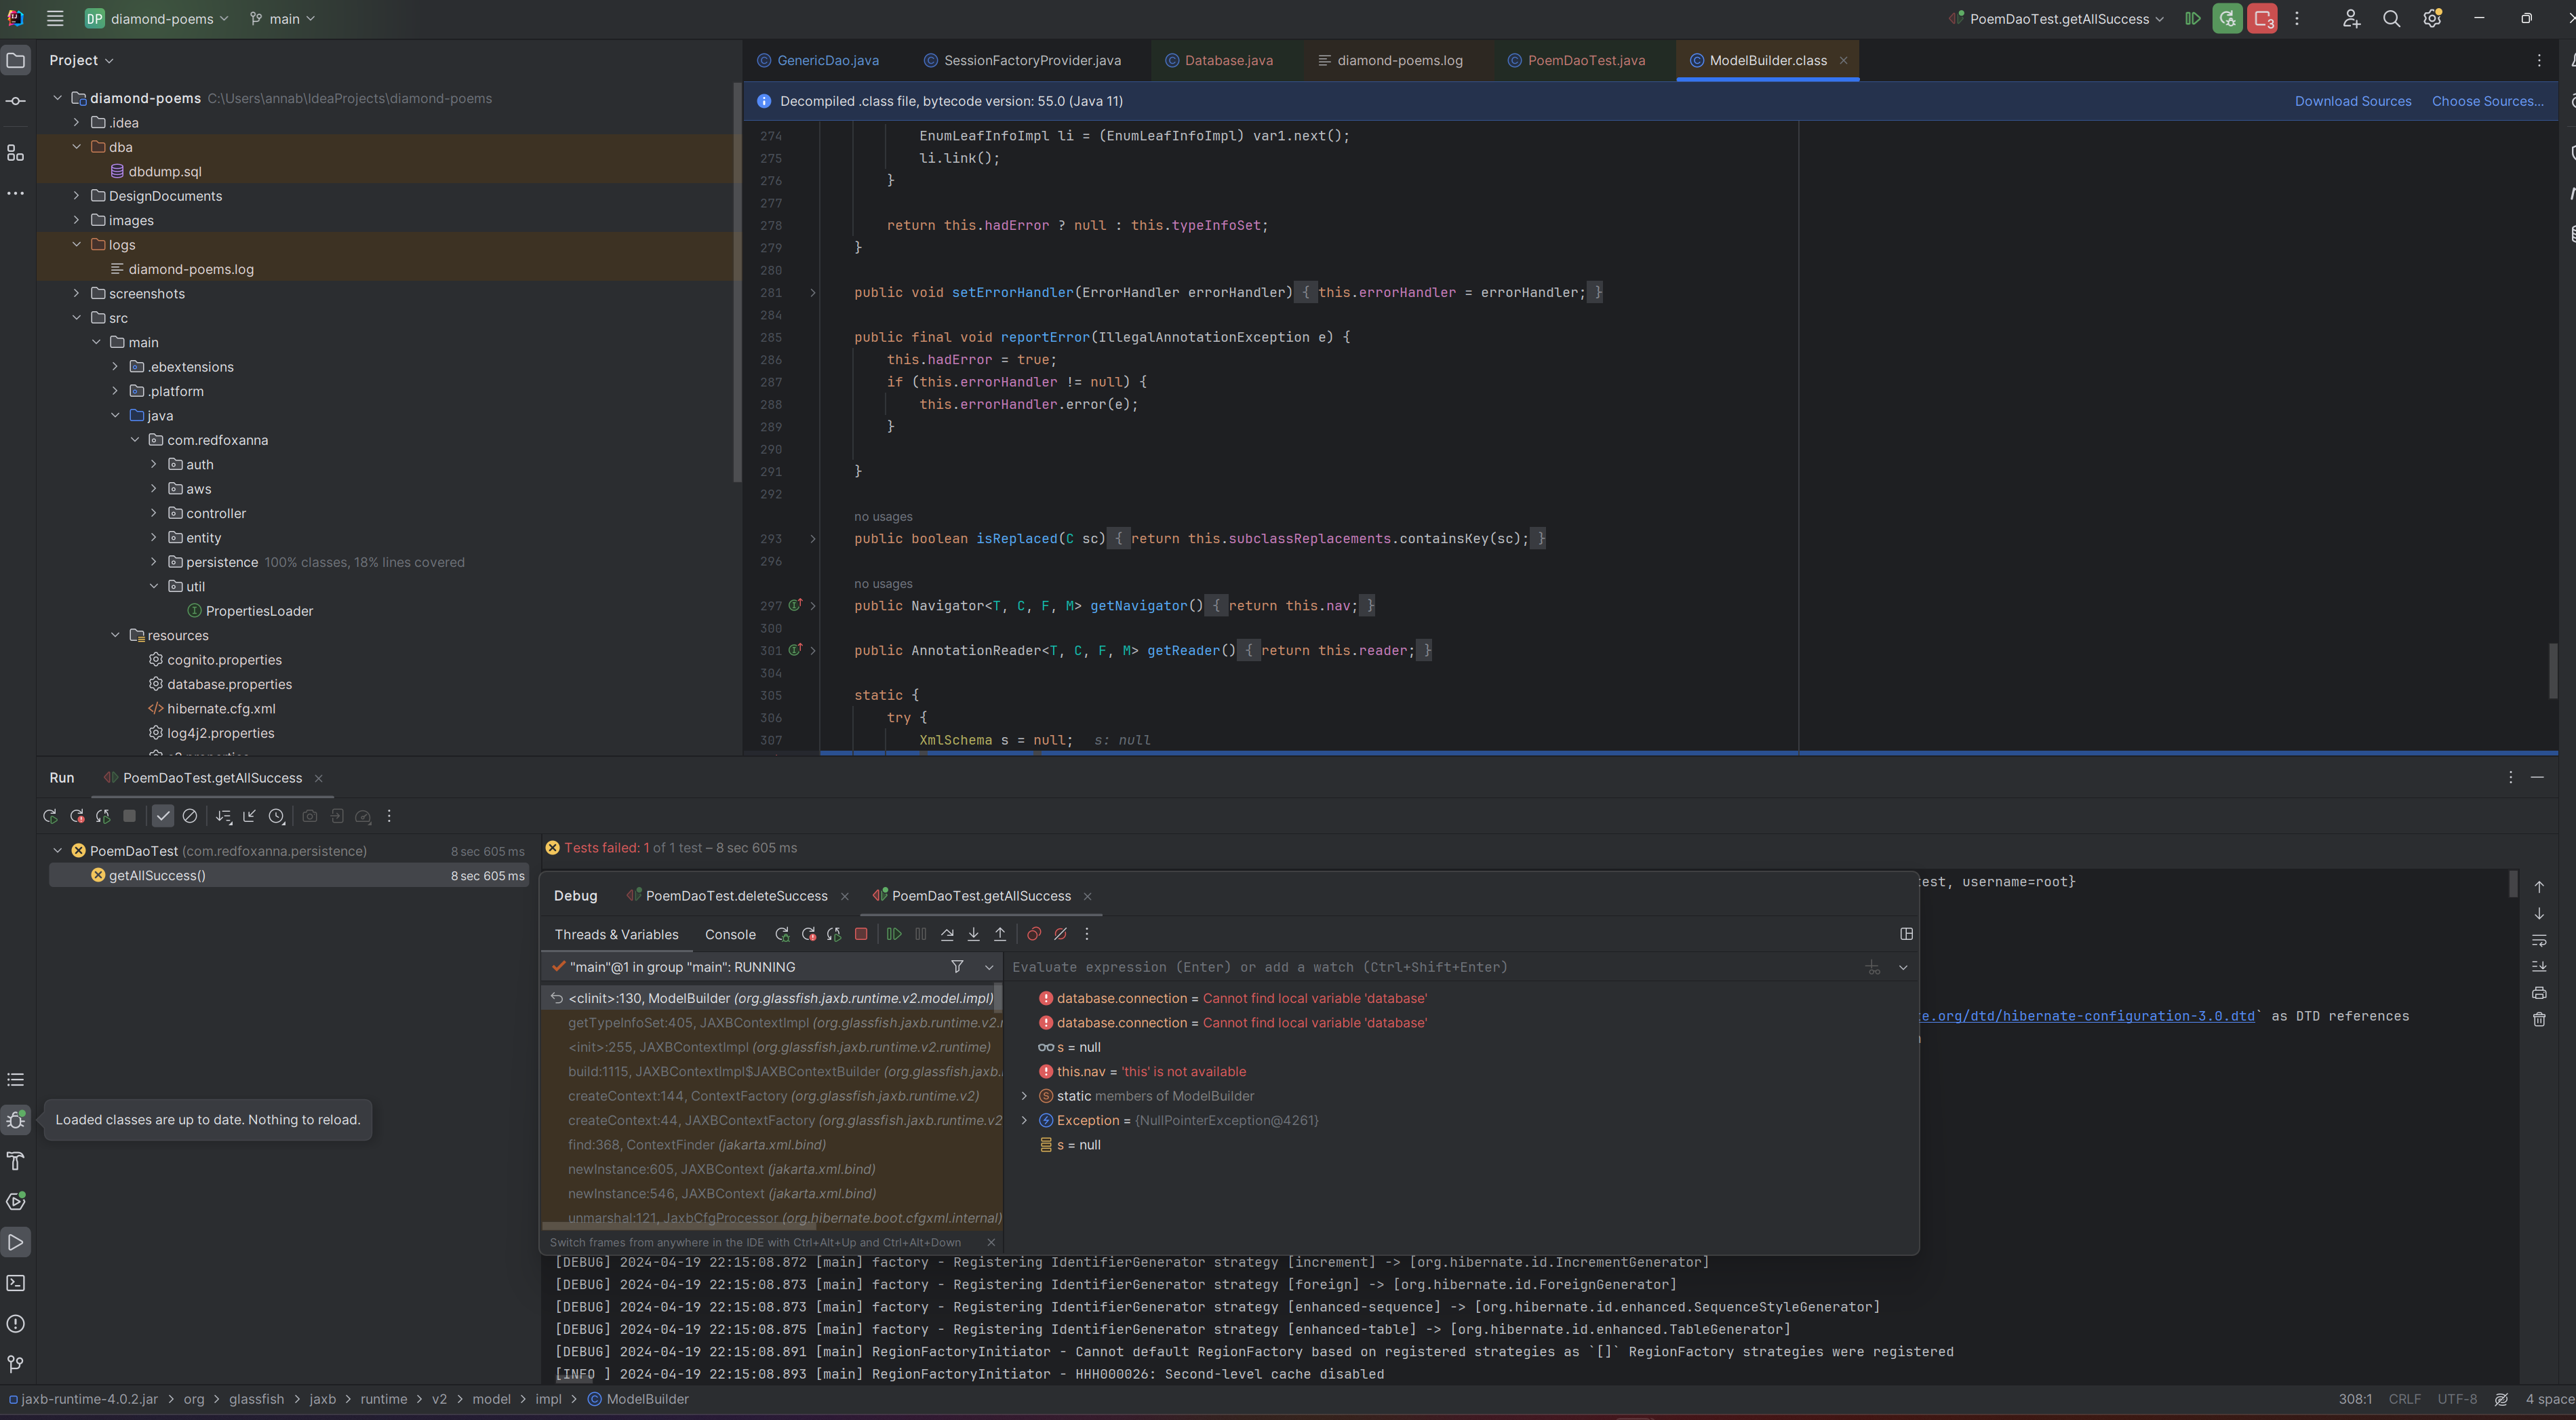 DP diamond-poems main PoemDaoTest.getAllSuccess 3
Project
GenericDao.java SessionFactoryProvider.java Database.java diamond-poems.log PoemDaoTest.java ModelBuilder.class
diamond-poems C:\Users\annab\IdeaProjects\diamond-poems
.idea
dba
dbdump.sql
DesignDocuments
images
logs
diamond-poems.log
screenshots
src
main
.ebextensions
.platform
java
com.redfoxanna
auth
aws
controller
entity
persistence 100% classes, 18% lines covered
util
PropertiesLoader
resources
cognito.properties
database.properties
hibernate.cfg.xml
log4j2.properties
Decompiled .class file, bytecode version: 55.0 (Java 11) Download Sources Choose Sources...
274 EnumLeafInfoImpl li = (EnumLeafInfoImpl) var1.next();
275 li.link();
276 }
277
278 return this.hadError ? null : this.typeInfoSet;
279 }
280
281 public void setErrorHandler(ErrorHandler errorHandler) { this.errorHandler = errorHandler; }
284
285 public final void reportError(IllegalAnnotationException e) {
286 this.hadError = true;
287 if (this.errorHandler != null) {
288 this.errorHandler.error(e);
289 }
290
291 }
292
no usages
293 public boolean isReplaced(C sc) { return this.subclassReplacements.containsKey(sc); }
296
no usages
297 public Navigator<T, C, F, M> getNavigator() { return this.nav; }
300
301 public AnnotationReader<T, C, F, M> getReader() { return this.reader; }
304
305 static {
306 try {
307 XmlSchema s = null; s: null
Run PoemDaoTest.getAllSuccess
PoemDaoTest (com.redfoxanna.persistence) 8 sec 605 ms
getAllSuccess() 8 sec 605 ms
Tests failed: 1 of 1 test – 8 sec 605 ms
est, username=root}
e.org/dtd/hibernate-configuration-3.0.dtd` as DTD references
Debug PoemDaoTest.deleteSuccess PoemDaoTest.getAllSuccess
Threads & Variables Console
"main"@1 in group "main": RUNNING
<clinit>:130, ModelBuilder (org.glassfish.jaxb.runtime.v2.model.impl)
getTypeInfoSet:405, JAXBContextImpl (org.glassfish.jaxb.runtime.v2.r
<init>:255, JAXBContextImpl (org.glassfish.jaxb.runtime.v2.runtime)
build:1115, JAXBContextImpl$JAXBContextBuilder (org.glassfish.jaxb.
createContext:144, ContextFactory (org.glassfish.jaxb.runtime.v2)
createContext:44, JAXBContextFactory (org.glassfish.jaxb.runtime.v2
find:368, ContextFinder (jakarta.xml.bind)
newInstance:605, JAXBContext (jakarta.xml.bind)
newInstance:546, JAXBContext (jakarta.xml.bind)
unmarshal:121, JaxbCfgProcessor (org.hibernate.boot.cfgxml.internal)
Switch frames from anywhere in the IDE with Ctrl+Alt+Up and Ctrl+Alt+Down
Evaluate expression (Enter) or add a watch (Ctrl+Shift+Enter)
database.connection = Cannot find local variable 'database'
database.connection = Cannot find local variable 'database'
s = null
this.nav = 'this' is not available
static members of ModelBuilder
Exception = {NullPointerException@4261}
s = null
Loaded classes are up to date. Nothing to reload.
[DEBUG] 2024-04-19 22:15:08.872 [main] factory - Registering IdentifierGenerator strategy [increment] -> [org.hibernate.id.IncrementGenerator]
[DEBUG] 2024-04-19 22:15:08.873 [main] factory - Registering IdentifierGenerator strategy [foreign] -> [org.hibernate.id.ForeignGenerator]
[DEBUG] 2024-04-19 22:15:08.873 [main] factory - Registering IdentifierGenerator strategy [enhanced-sequence] -> [org.hibernate.id.enhanced.SequenceStyleGenerator]
[DEBUG] 2024-04-19 22:15:08.875 [main] factory - Registering IdentifierGenerator strategy [enhanced-table] -> [org.hibernate.id.enhanced.TableGenerator]
[DEBUG] 2024-04-19 22:15:08.891 [main] RegionFactoryInitiator - Cannot default RegionFactory based on registered strategies as `[]` RegionFactory strategies were registered
[INFO ] 2024-04-19 22:15:08.893 [main] RegionFactoryInitiator - HHH000026: Second-level cache disabled
jaxb-runtime-4.0.2.jar > org > glassfish > jaxb > runtime > v2 > model > impl > ModelBuilder 308:1 CRLF UTF-8 4 space